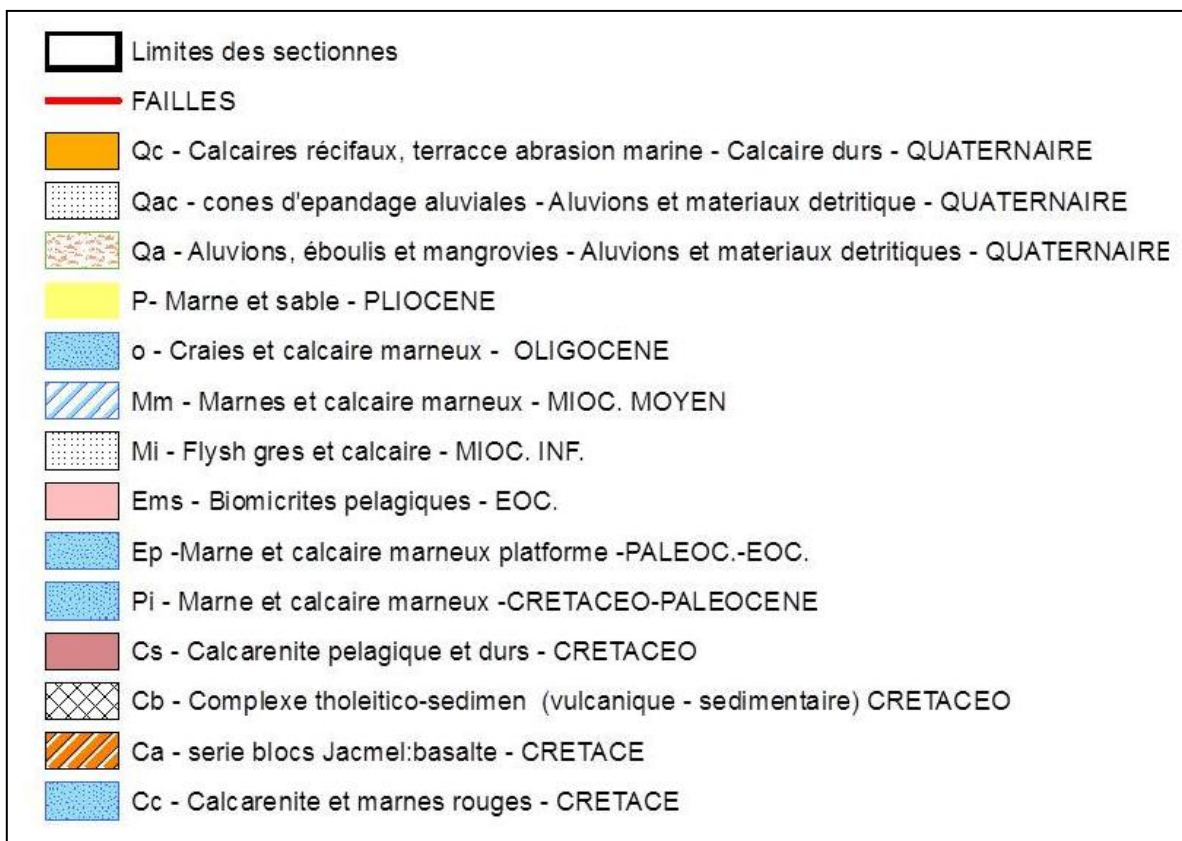 Limites des sectionnes
FAILLES
Qc - Calcaires récifaux, terracce abrasion marine - Calcaire durs - QUATERNAIRE
Qac - cones d'epandage aluviales - Aluvions et materiaux detritique - QUATERNAIRE
Qa - Aluvions, éboulis et mangrovies - Aluvions et materiaux detritiques - QUATERNAIRE
P- Marne et sable - PLIOCENE
o - Craies et calcaire marneux - OLIGOCENE
Mm - Marnes et calcaire marneux - MIOC. MOYEN
Mi - Flysh gres et calcaire - MIOC. INF.
Ems - Biomicrites pelagiques - EOC.
Ep -Marne et calcaire marneux platforme -PALEOC.-EOC.
Pi - Marne et calcaire marneux -CRETACEO-PALEOCENE
Cs - Calcarenite pelagique et durs - CRETACEO
Cb - Complexe tholeitico-sedimen (vulcanique - sedimentaire) CRETACEO
Ca - serie blocs Jacmel:basalte - CRETACE
Cc - Calcarenite et marnes rouges - CRETACE